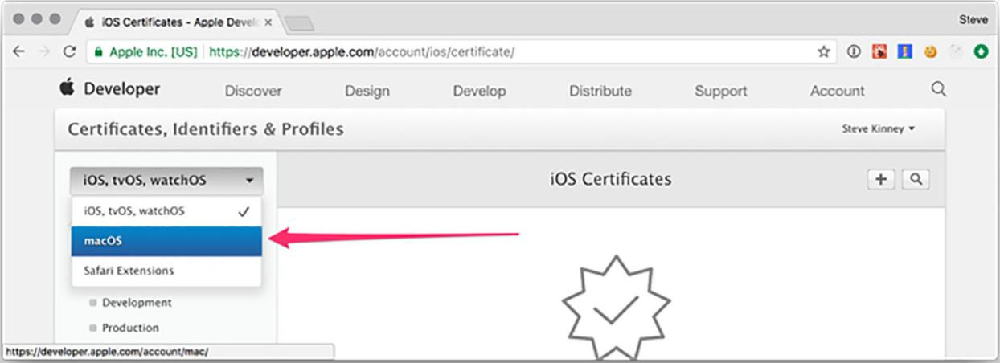 iOS Certificates - Apple Develo
Steve
Apple Inc. [US] https://developer.apple.com/account/ios/certificate/
Developer Discover Design Develop Distribute Support Account
Certificates, Identifiers & Profiles
Steve Kinney
iOS, tvOS, watchOS
iOS Certificates
iOS, tvOS, watchOS
macOS
Safari Extensions
Development
Production
https://developer.apple.com/account/mac/